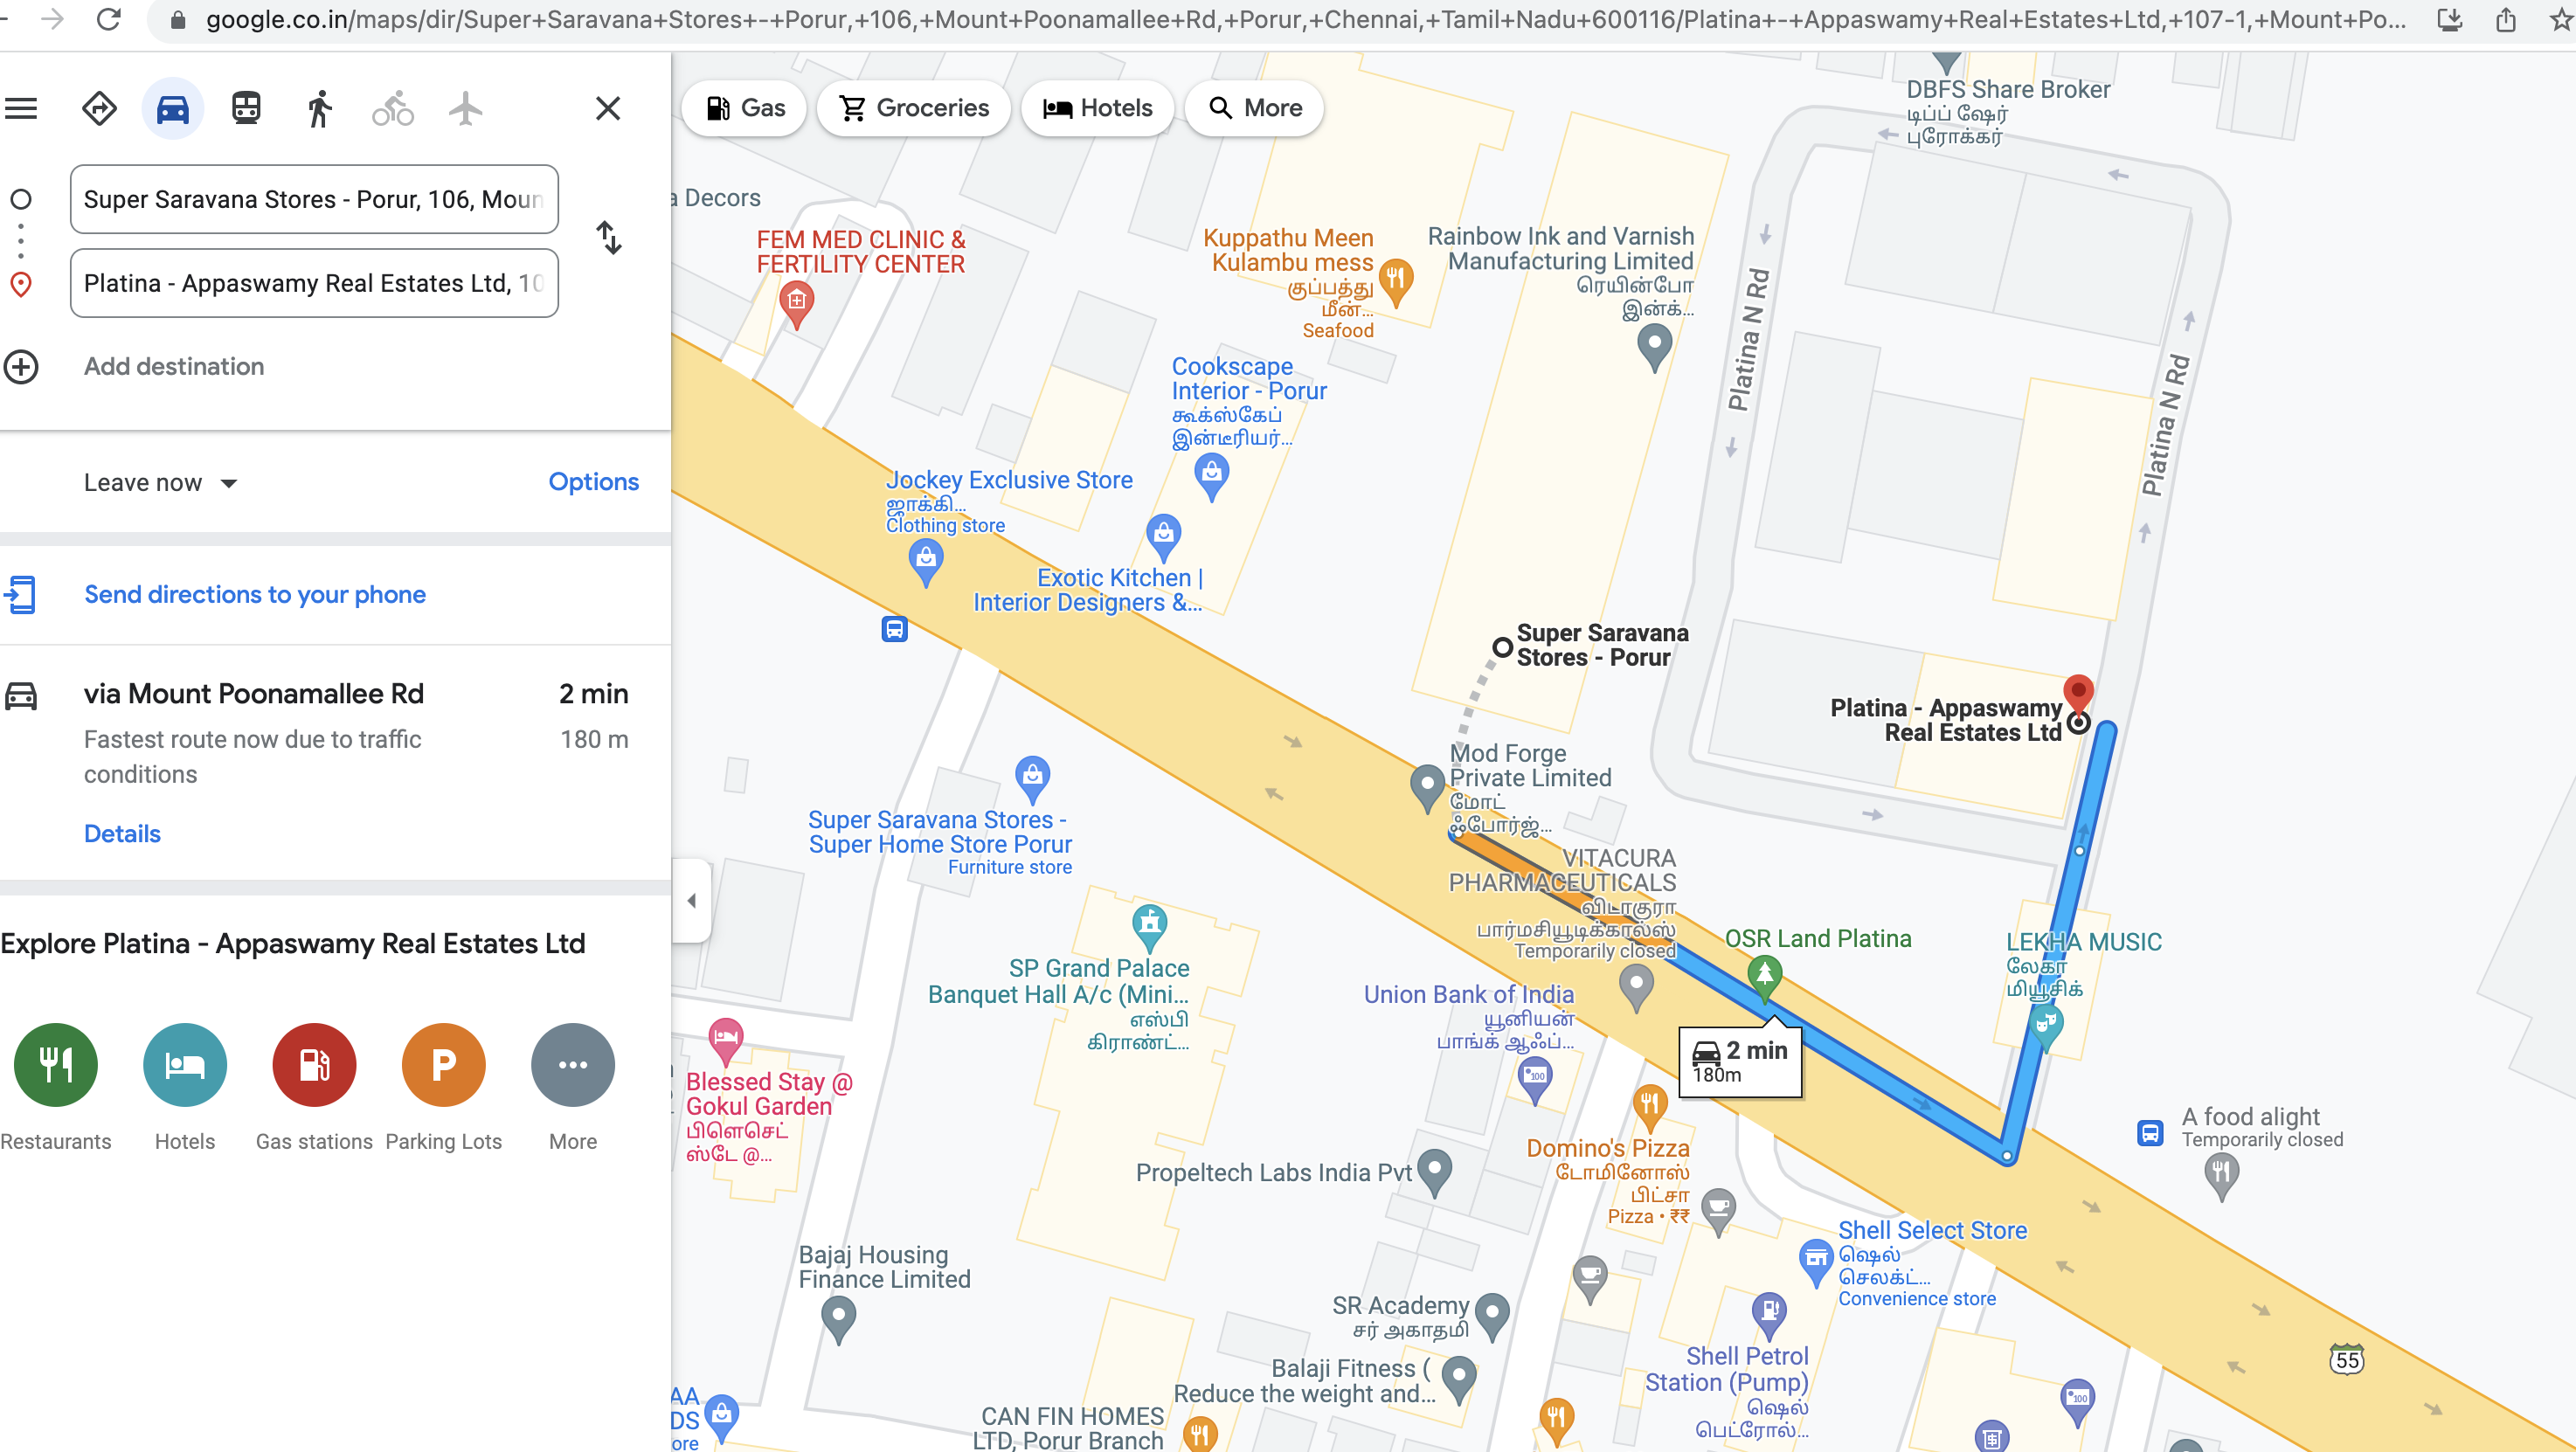 google.co.in/maps/dir/Super+Saravana+Stores+-+Porur,+106,+Mount+Poonamallee+Rd,+Porur,+Chennai,+Tamil+Nadu+600116/Platina+-+Appaswamy+Real+Estates+Ltd,+107-1,+Mount+Po...
Super Saravana Stores - Porur, 106, Moun
Platina - Appaswamy Real Estates Ltd, 10
Add destination
Leave now
Options
Send directions to your phone
via Mount Poonamallee Rd
2 min
Fastest route now due to traffic
conditions
180 m
Details
Explore Platina - Appaswamy Real Estates Ltd
P
Restaurants
Hotels
Gas stations
Parking Lots
More
Gas
Groceries
Hotels
More
DBFS Share Broker
டிப்ப் ஷேர்
புரோக்கர்
a Decors
FEM MED CLINIC &
FERTILITY CENTER
Kuppathu Meen
Kulambu mess
குப்பத்து
மீன்...
Seafood
Rainbow Ink and Varnish
Manufacturing Limited
ரெயின்போ
இன்க்...
Platina N Rd
Platina N Rd
Cookscape
Interior - Porur
கூக்ஸ்கேப்
இன்டீரியர்...
Jockey Exclusive Store
ஜாக்கி...
Clothing store
Exotic Kitchen |
Interior Designers &...
Super Saravana
Stores - Porur
Platina - Appaswamy
Real Estates Ltd
Mod Forge
Private Limited
மோட்
ஃபோர்ஜ்...
Super Saravana Stores -
Super Home Store Porur
Furniture store
VITACURA
PHARMACEUTICALS
விடாகுரா
பார்மசியூடிக்கால்ஸ்
Temporarily closed
OSR Land Platina
LEKHA MUSIC
லேகா
மியூசிக்
SP Grand Palace
Banquet Hall A/c (Mini...
எஸ்பி
கிராண்ட்...
Union Bank of India
யூனியன்
பாங்க் ஆஃப்...
100
2 min
180m
Blessed Stay @
Gokul Garden
பிளெசெட்
ஸ்டே @...
A food alight
Temporarily closed
Domino's Pizza
டோமினோஸ்
பிட்சா
Pizza • ₹₹
Propeltech Labs India Pvt
Shell Select Store
ஷெல்
செலக்ட்...
Convenience store
Bajaj Housing
Finance Limited
SR Academy
சர் அகாதமி
Shell Petrol
Station (Pump)
ஷெல்
பெட்ரோல்...
55
Balaji Fitness (
Reduce the weight and...
100
AA
DS
ore
CAN FIN HOMES
LTD, Porur Branch